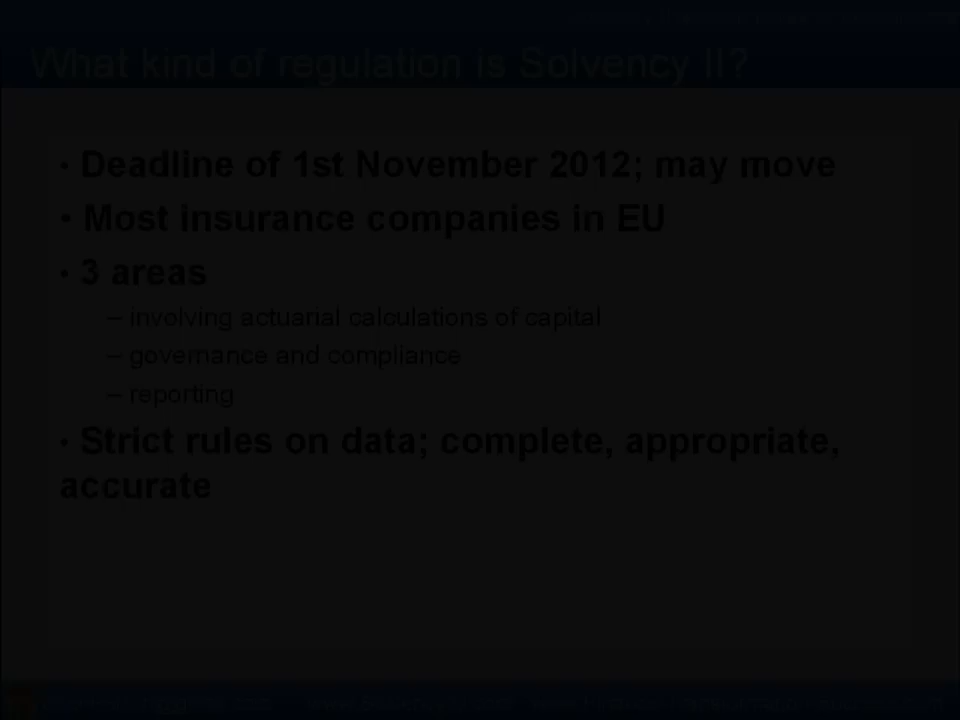 What kind of regulation is Solvency II?
• Deadline of 1st November 2012; may move
• Most insurance companies in EU
• 3 areas
– involving actuarial calculations of capital
– governance and compliance
– reporting
• Strict rules on data; complete, appropriate,
accurate